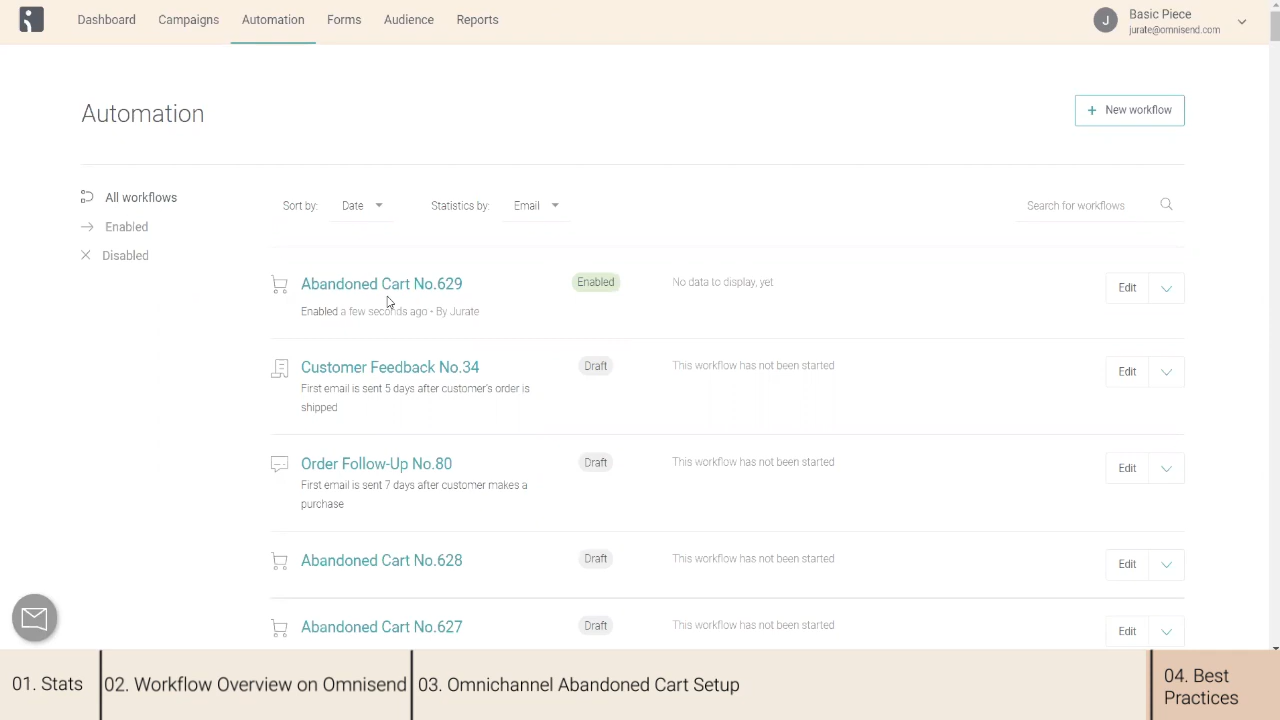 Dashboard Campaigns Automation Forms Audience Reports
J
Basic Piece
jurate@omnisend.com
Automation
+ New workflow
All workflows
Enabled
Disabled
Sort by: Date Statistics by: Email
Search for workflows
Abandoned Cart No.629 Enabled No data to display, yet Edit
Enabled a few seconds ago • By Jurate
Customer Feedback No.34 Draft This workflow has not been started Edit
First email is sent 5 days after customer's order is
shipped
Order Follow-Up No.80 Draft This workflow has not been started Edit
First email is sent 7 days after customer makes a
purchase
Abandoned Cart No.628 Draft This workflow has not been started Edit
Abandoned Cart No.627 Draft This workflow has not been started Edit
01. Stats
02. Workflow Overview on Omnisend
03. Omnichannel Abandoned Cart Setup
04. Best
Practices